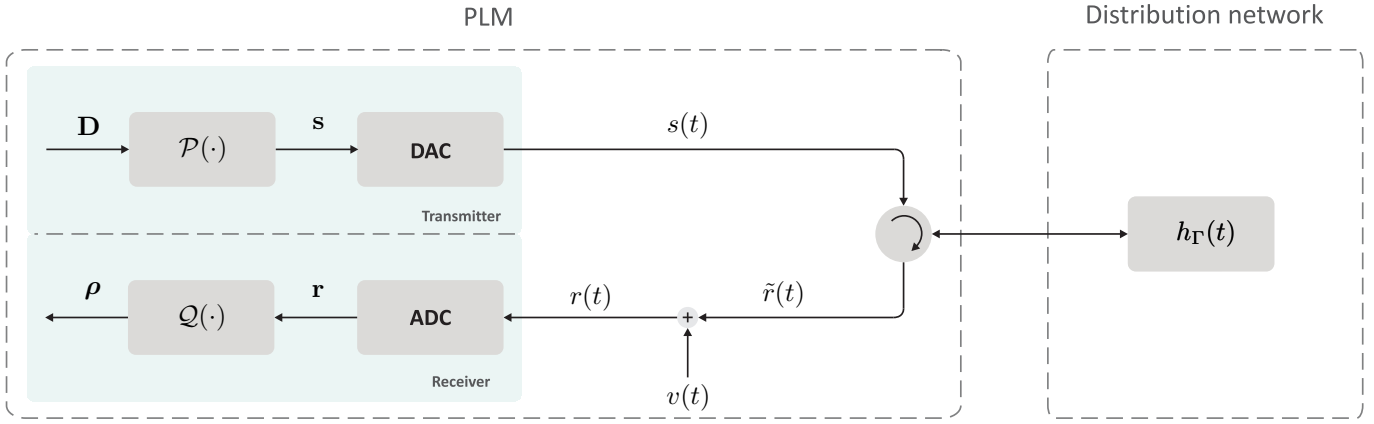 PLM
Distribution network
D
𝒫(·)
s
DAC
s(t)
Transmitter
h_Γ(t)
ρ
𝒬(·)
r
ADC
r(t)
+
r̃(t)
Receiver
v(t)